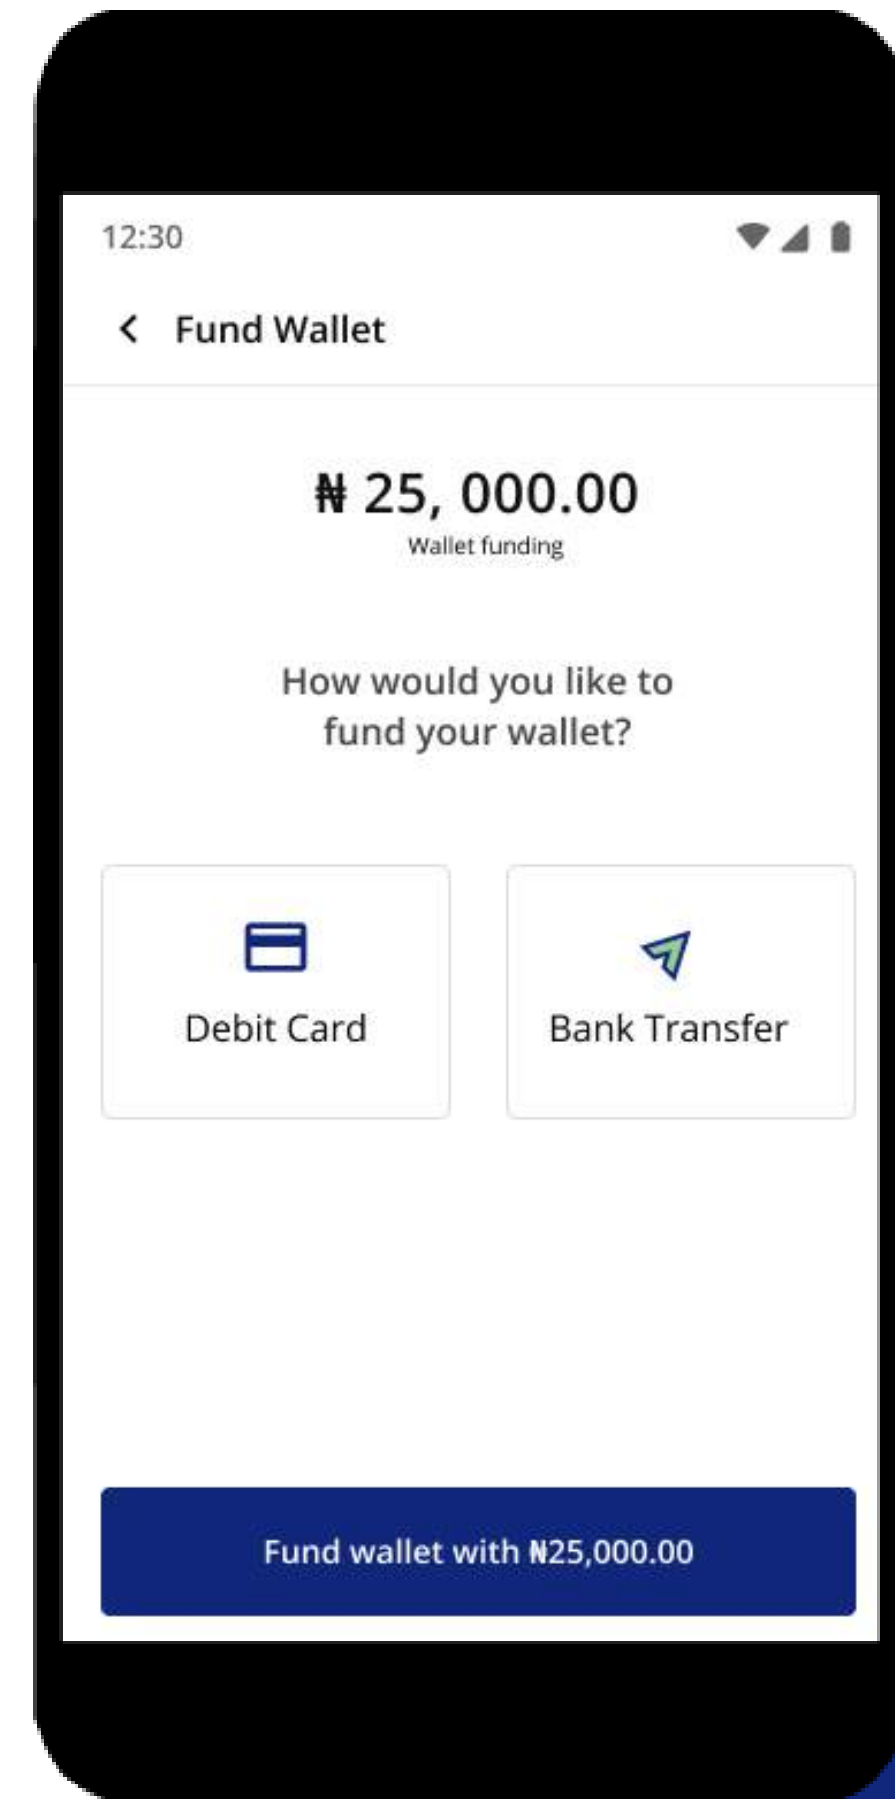 12:30
Fund Wallet
₦ 25, 000.00
Wallet funding
How would you like to
fund your wallet?
Debit Card
Bank Transfer
Fund wallet with ₦25,000.00